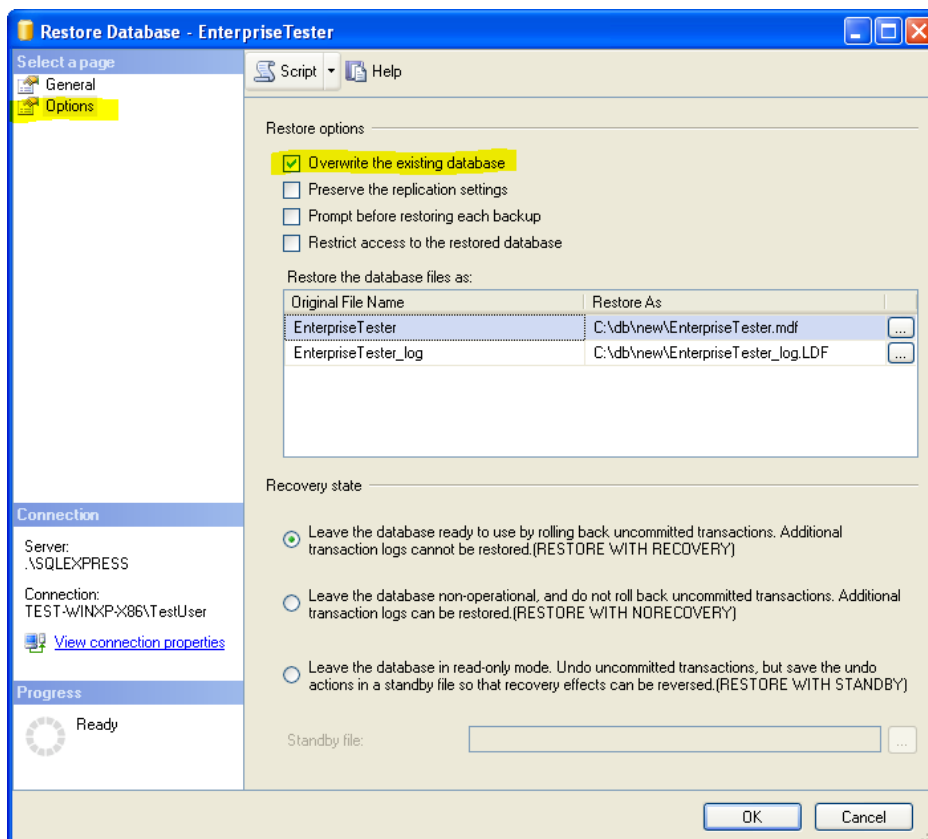 Restore Database - EnterpriseTester
Select a page
General
Options
Script
Help
Restore options
Overwrite the existing database
Preserve the replication settings
Prompt before restoring each backup
Restrict access to the restored database
Restore the database files as:
Original File Name Restore As
EnterpriseTester C:\db\new\EnterpriseTester.mdf ...
EnterpriseTester_log C:\db\new\EnterpriseTester_log.LDF ...
Recovery state
Leave the database ready to use by rolling back uncommitted transactions. Additional
transaction logs cannot be restored.(RESTORE WITH RECOVERY)
Leave the database non-operational, and do not roll back uncommitted transactions. Additional
transaction logs can be restored.(RESTORE WITH NORECOVERY)
Leave the database in read-only mode. Undo uncommitted transactions, but save the undo
actions in a standby file so that recovery effects can be reversed.(RESTORE WITH STANDBY)
Standby file: ...
Connection
Server:
.\SQLEXPRESS
Connection:
TEST-WINXP-X86\TestUser
View connection properties
Progress
Ready
OK
Cancel